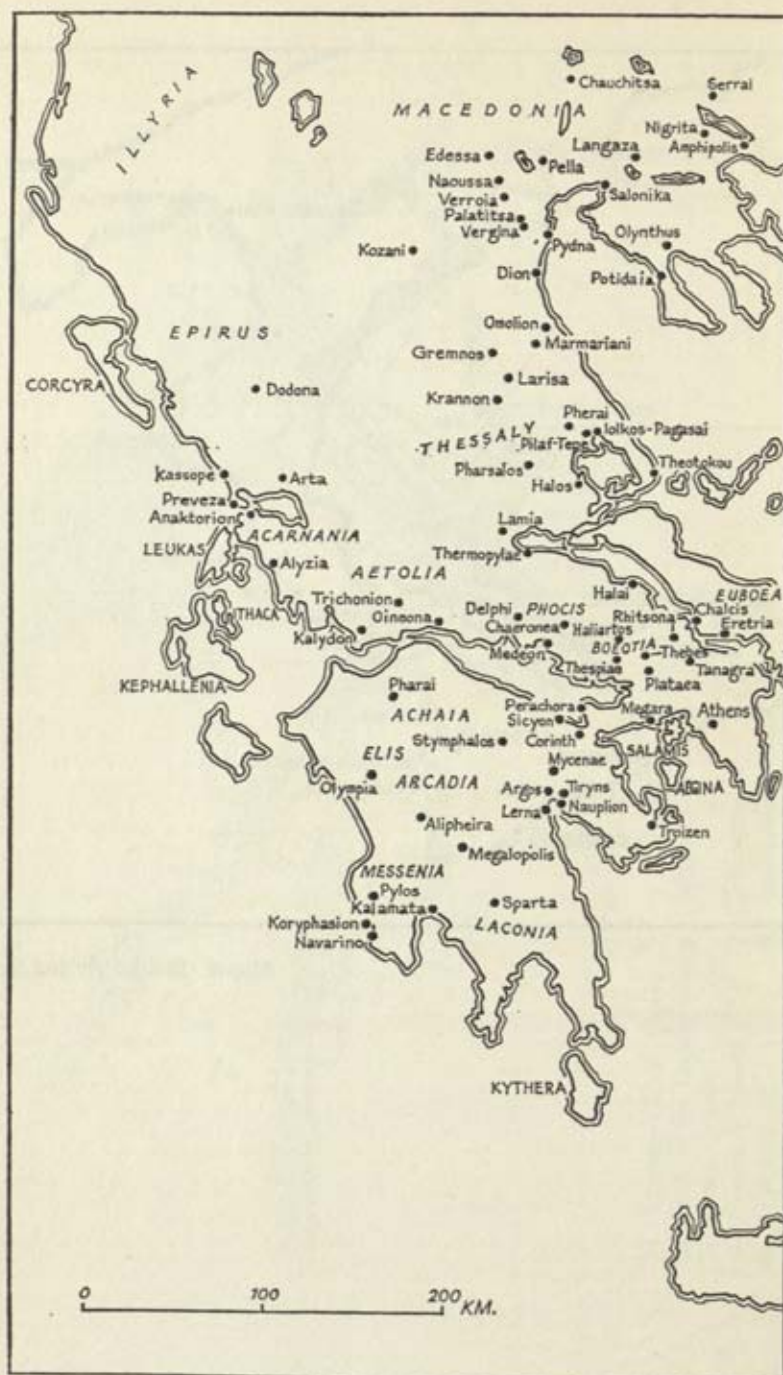 ILLYRIA
MACEDONIA
Chauchitsa
Serrai
Nigrita
Amphipolis
Langaza
Edessa
Pella
Naoussa
Salonika
Verroia
Palatitsa
Vergina
Pydna
Olynthus
Kozani
Dion
Potidaia
EPIRUS
Omolion
Marmariani
Gremnos
CORCYRA
Dodona
Larisa
Krannon
Pherai
THESSALY
Iolkos-Pagasai
Pilaf-Tepe
Kassope
Arta
Pharsalos
Theotokou
Halos
Preveza
Anaktorion
Lamia
ACARNANIA
LEUKAS
Thermopylae
Alyzia
AETOLIA
Halai
EUBOEA
Trichonion
ITHACA
Delphi
PHOCIS
Rhitsona
Chalcis
Chaeronea
Haliartos
Eretria
Kalydon
BOEOTIA
Medeon
Thebes
Thespiai
Tanagra
Plataea
KEPHALLENIA
Pharai
ACHAIA
Perachora
Sicyon
Megara
Athens
Stymphalos
Corinth
SALAMIS
ELIS
Mycenae
Olympia
ARCADIA
Argos
Tiryns
AEGINA
Lerna
Nauplion
Alipheira
Troizen
Megalopolis
MESSENIA
Pylos
Kalamata
Sparta
Koryphasion
LACONIA
Navarino
KYTHERA
0 100 200 KM.